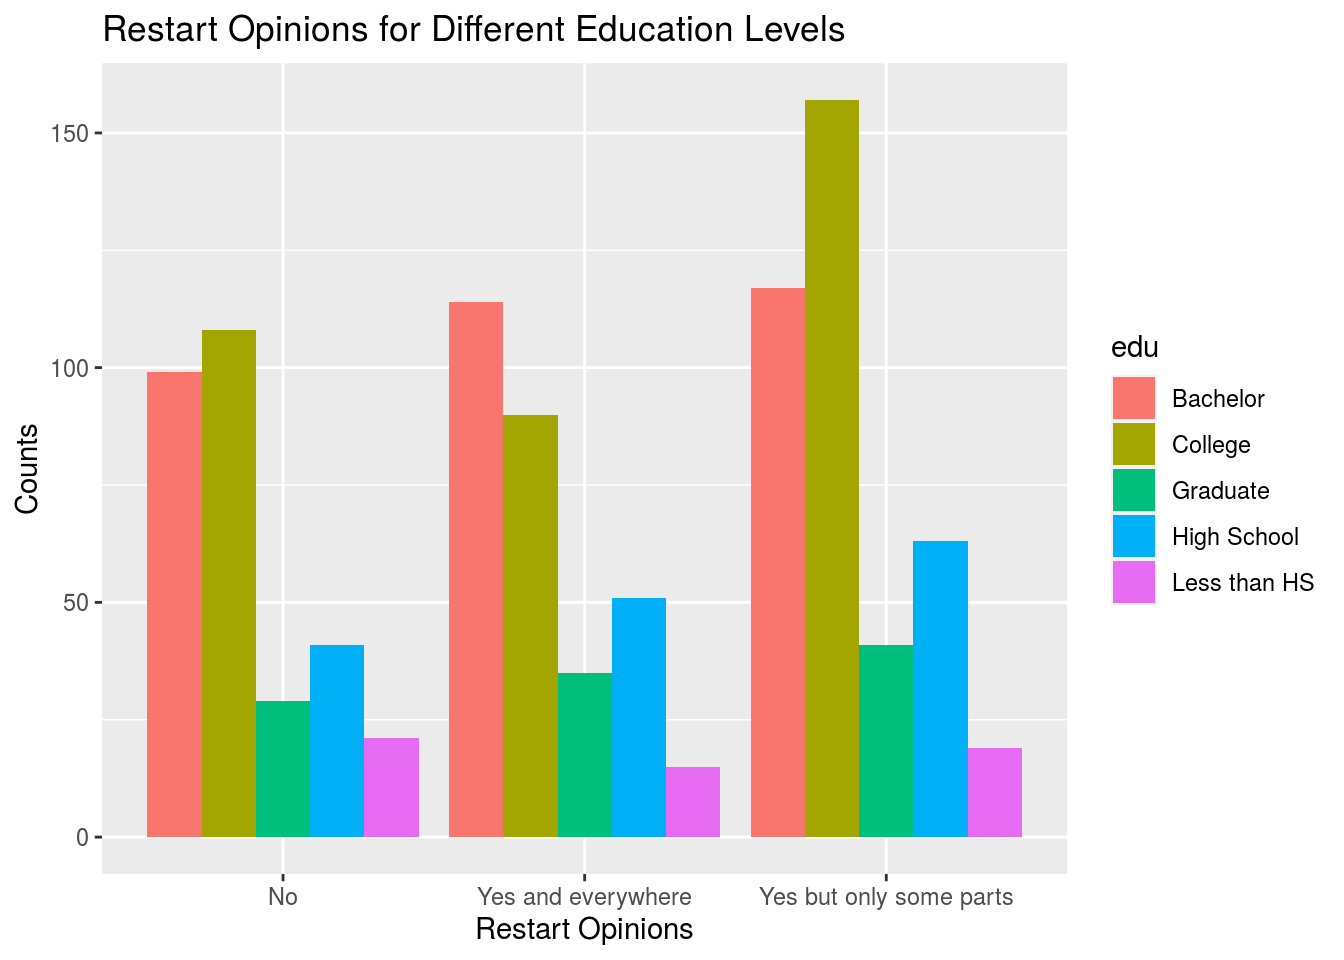 Restart Opinions for Different Education Levels
150
100
50
0
Counts
No
Yes and everywhere
Yes but only some parts
Restart Opinions
edu
Bachelor
College
Graduate
High School
Less than HS